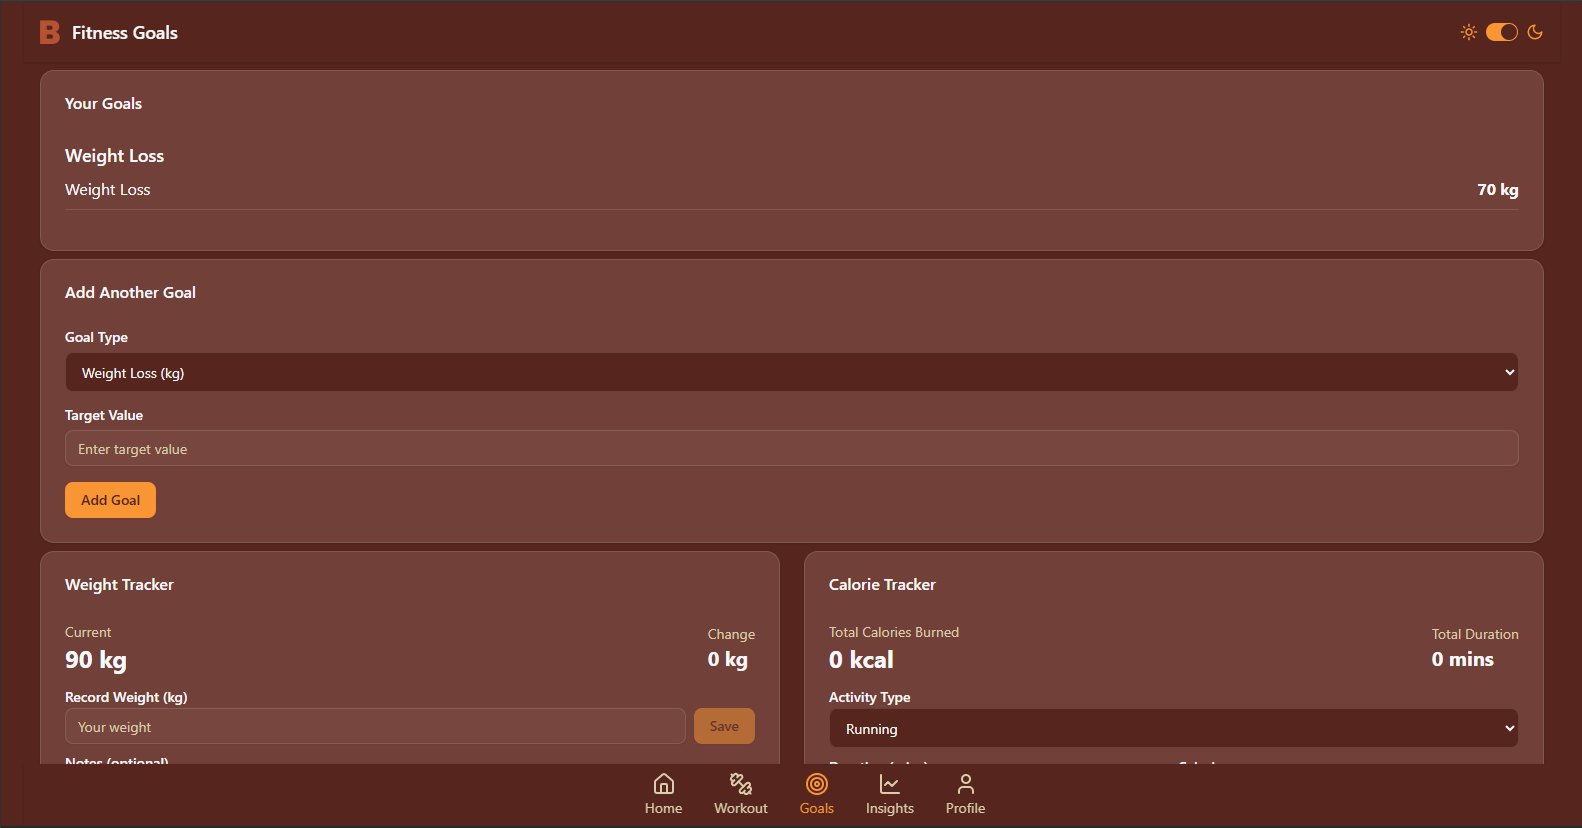 B Fitness Goals
Your Goals
Weight Loss
Weight Loss 70 kg
Add Another Goal
Goal Type
Weight Loss (kg)
Target Value
Enter target value
Add Goal
Weight Tracker
Current Change
90 kg 0 kg
Record Weight (kg)
Your weight Save
Notes (optional)
Calorie Tracker
Total Calories Burned Total Duration
0 kcal 0 mins
Activity Type
Running
Home Workout Goals Insights Profile